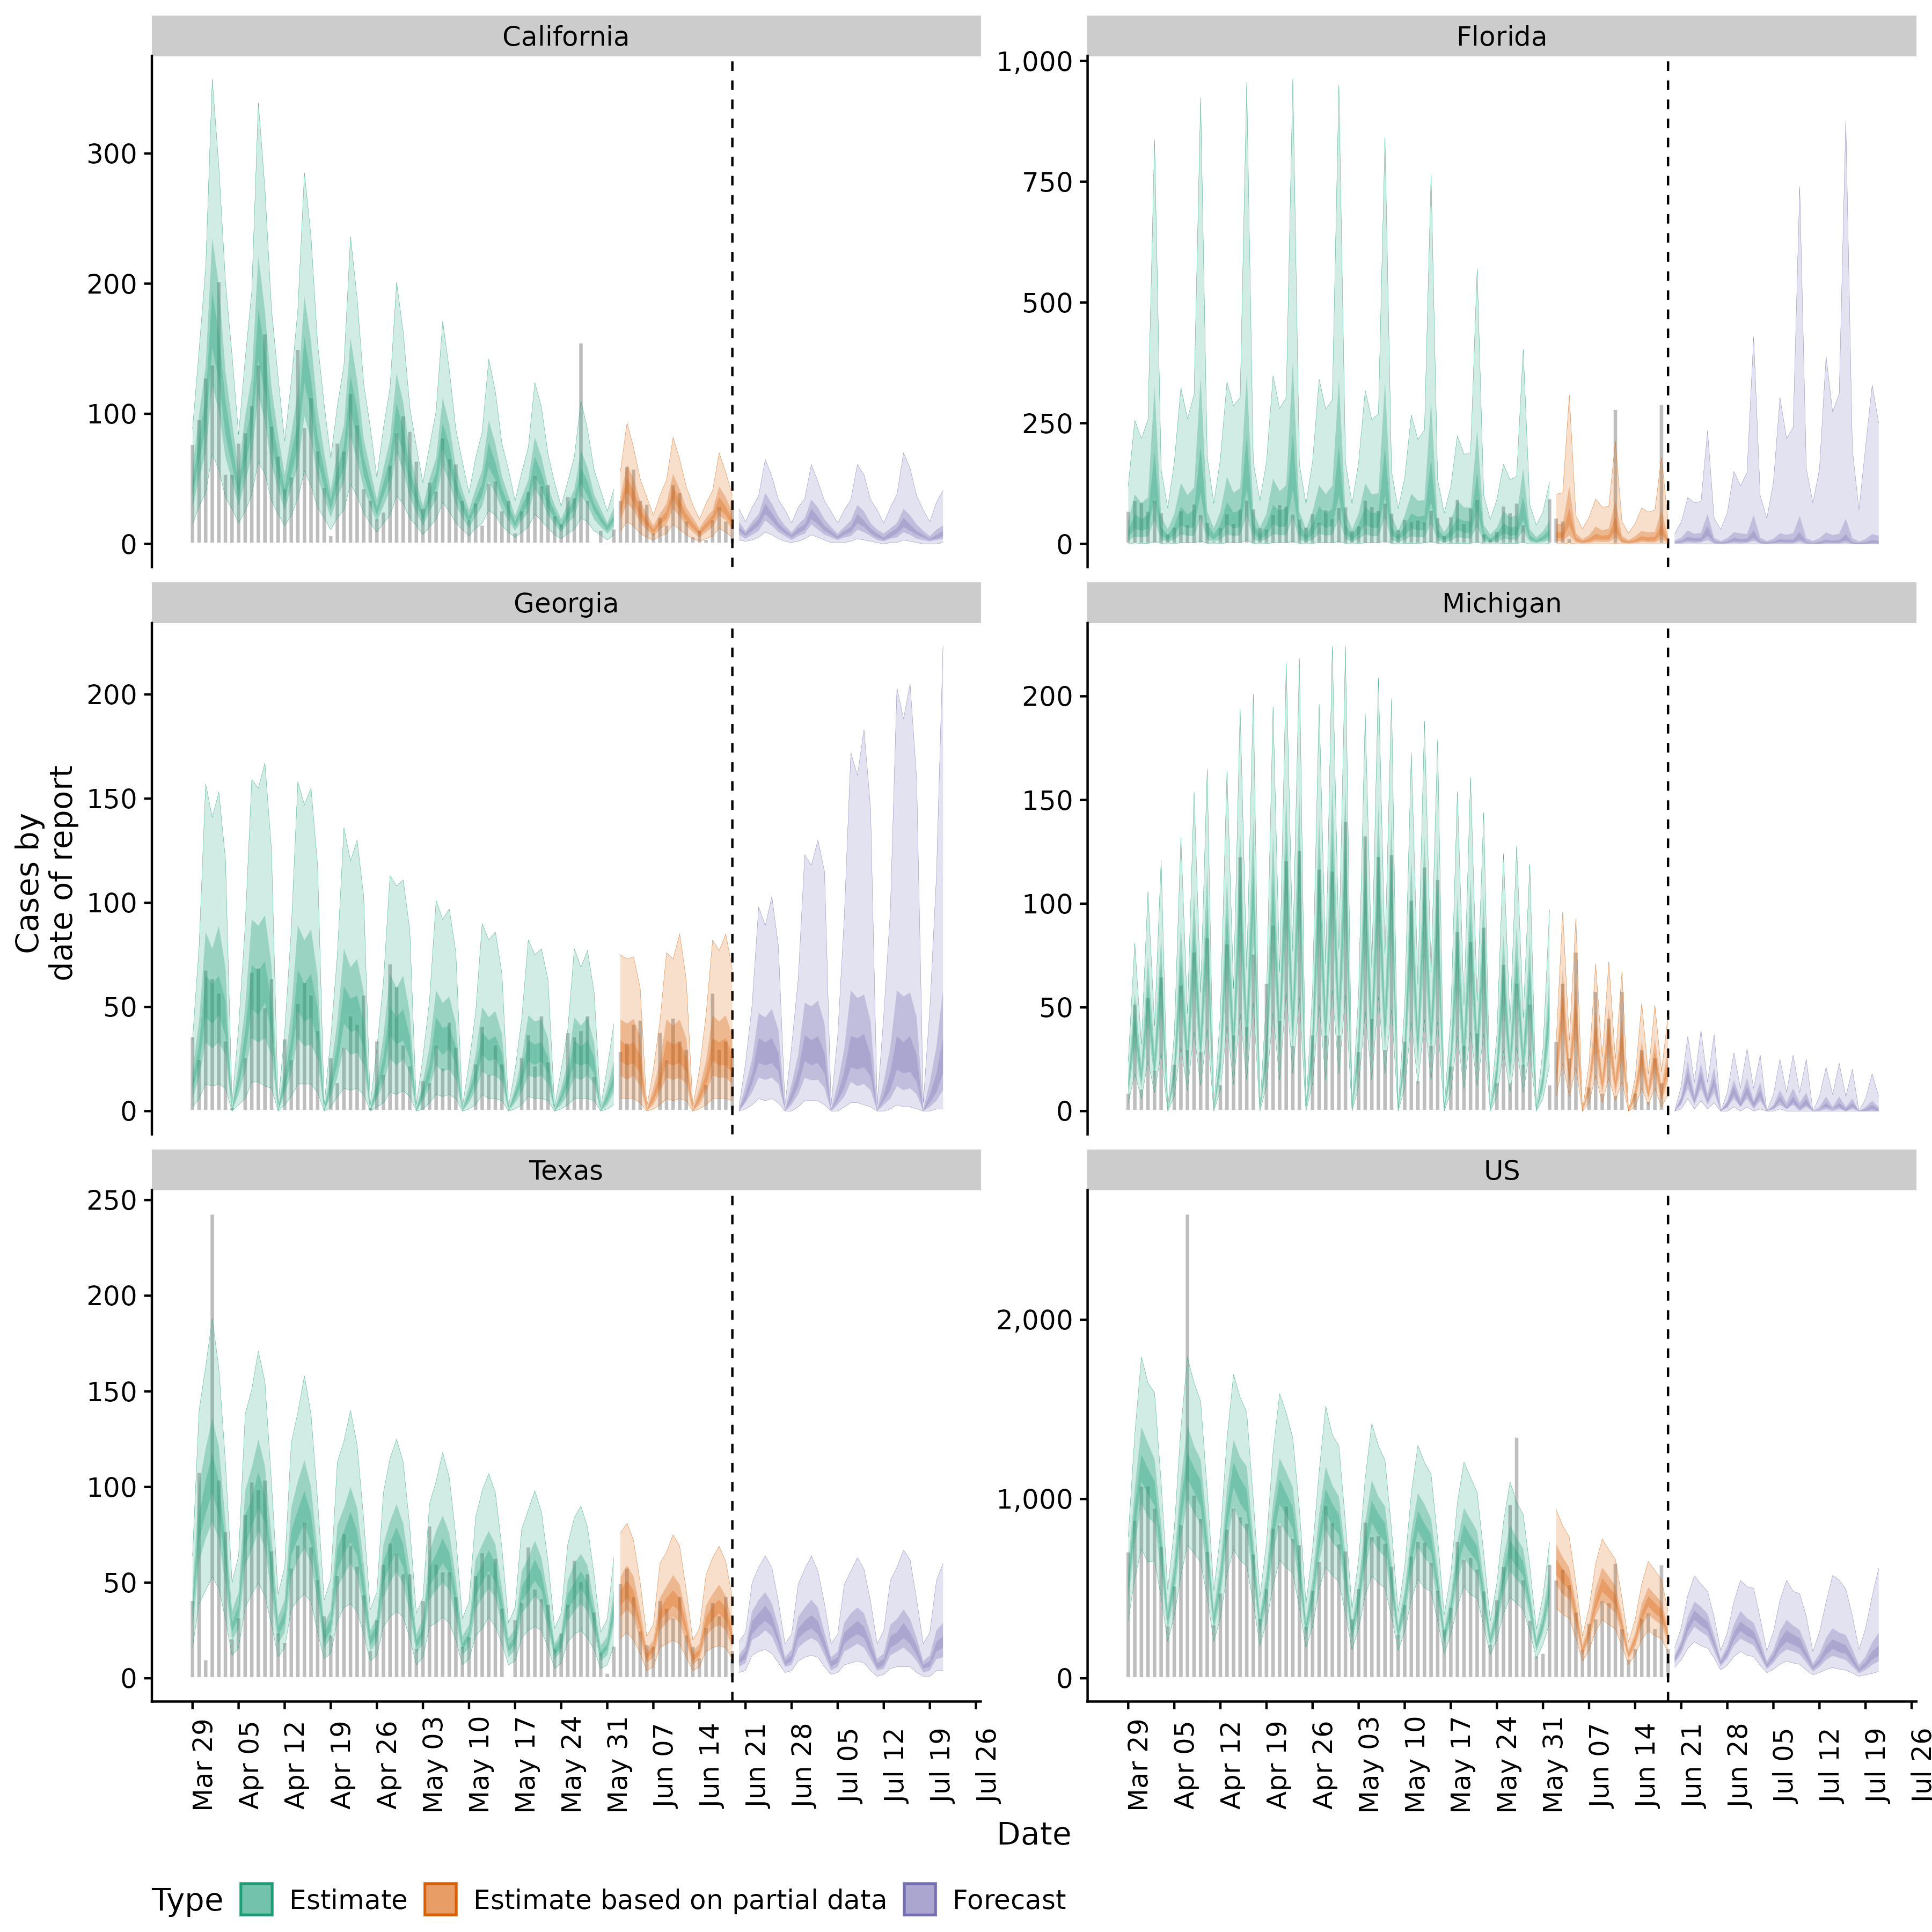 California
Florida
300
200
100
0
1,000
750
500
250
0
Georgia
Michigan
200
150
100
50
0
200
150
100
50
0
Cases by
date of report
Texas
US
250
200
150
100
50
0
2,000
1,000
0
Mar 29
Apr 05
Apr 12
Apr 19
Apr 26
May 03
May 10
May 17
May 24
May 31
Jun 07
Jun 14
Jun 21
Jun 28
Jul 05
Jul 12
Jul 19
Jul 26
Mar 29
Apr 05
Apr 12
Apr 19
Apr 26
May 03
May 10
May 17
May 24
May 31
Jun 07
Jun 14
Jun 21
Jun 28
Jul 05
Jul 12
Jul 19
Jul 26
Date
Type Estimate Estimate based on partial data Forecast